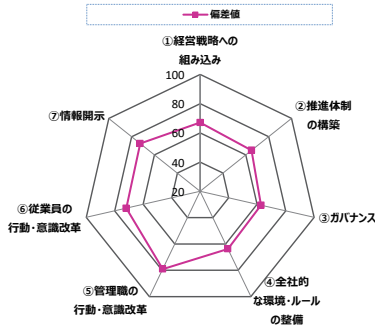 偏差値
①経営戦略への
組み込み
②推進体制
の構築
③ガバナンス
④全社的
な環境・ルール
の整備
⑤管理職の
行動・意識改革
⑥従業員の
行動・意識改革
⑦情報開示
100
80
60
40
20